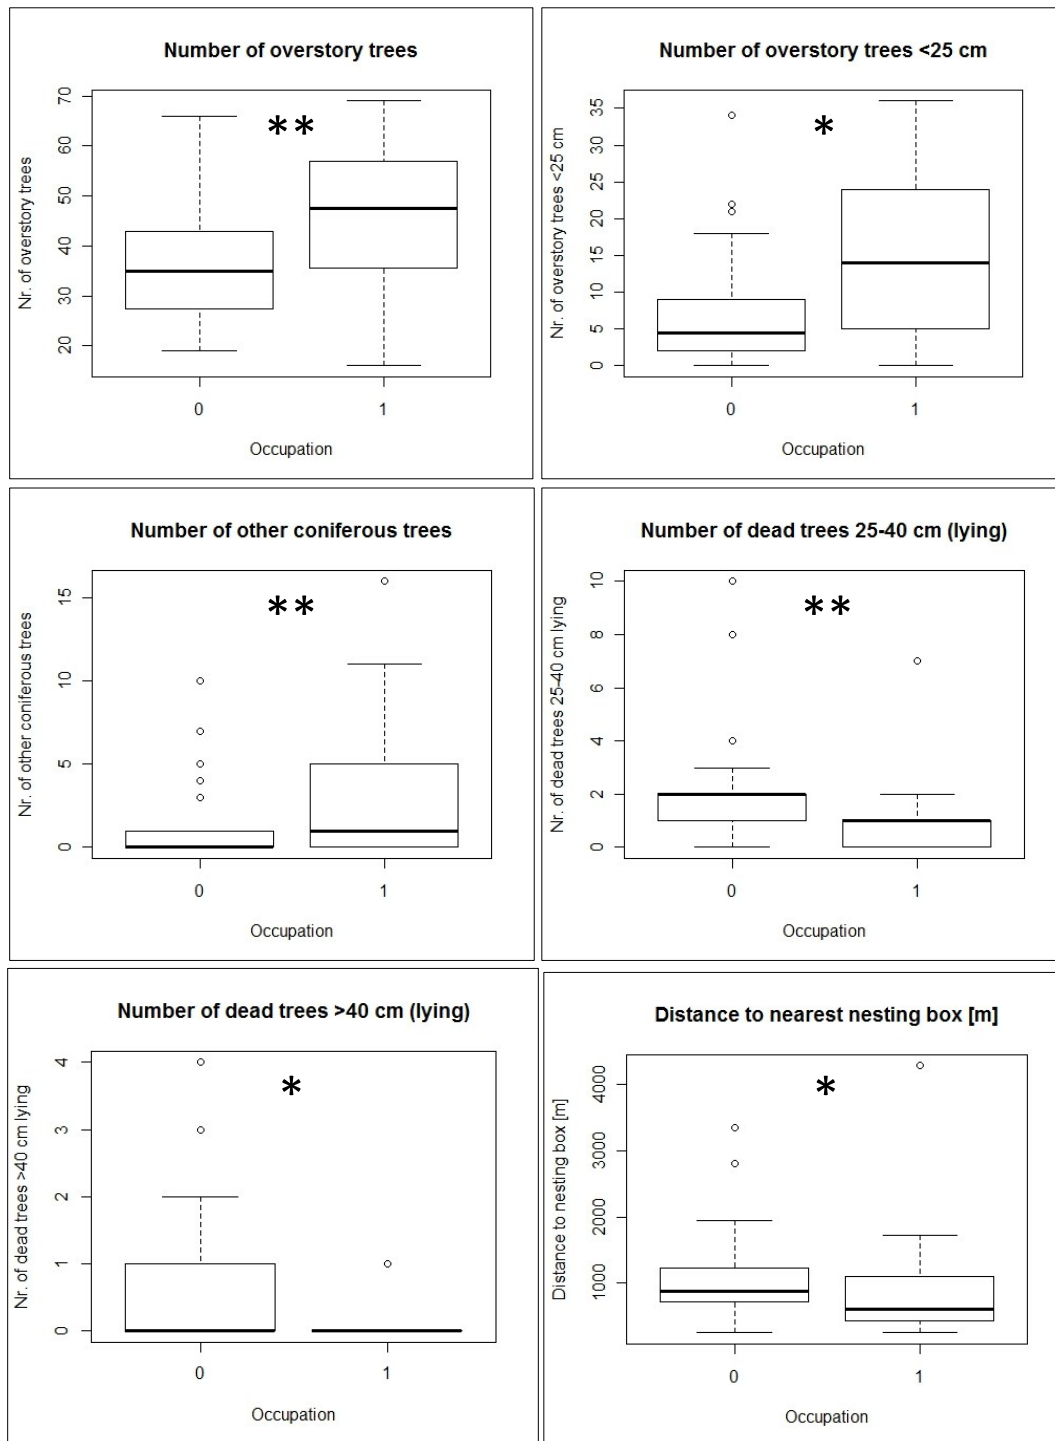 Number of overstory trees
Nr. of overstory trees
70
60
50
40
30
20
**
0 1
Occupation
Number of overstory trees <25 cm
Nr. of overstory trees <25 cm
35
30
25
20
15
10
5
0
*
0 1
Occupation
Number of other coniferous trees
Nr. of other coniferous trees
15
10
5
0
**
0 1
Occupation
Number of dead trees 25-40 cm (lying)
Nr. of dead trees 25-40 cm lying
10
8
6
4
2
0
**
0 1
Occupation
Number of dead trees >40 cm (lying)
Nr. of dead trees >40 cm lying
4
3
2
1
0
*
0 1
Occupation
Distance to nearest nesting box [m]
Distance to nesting box [m]
4000
3000
2000
1000
*
0 1
Occupation